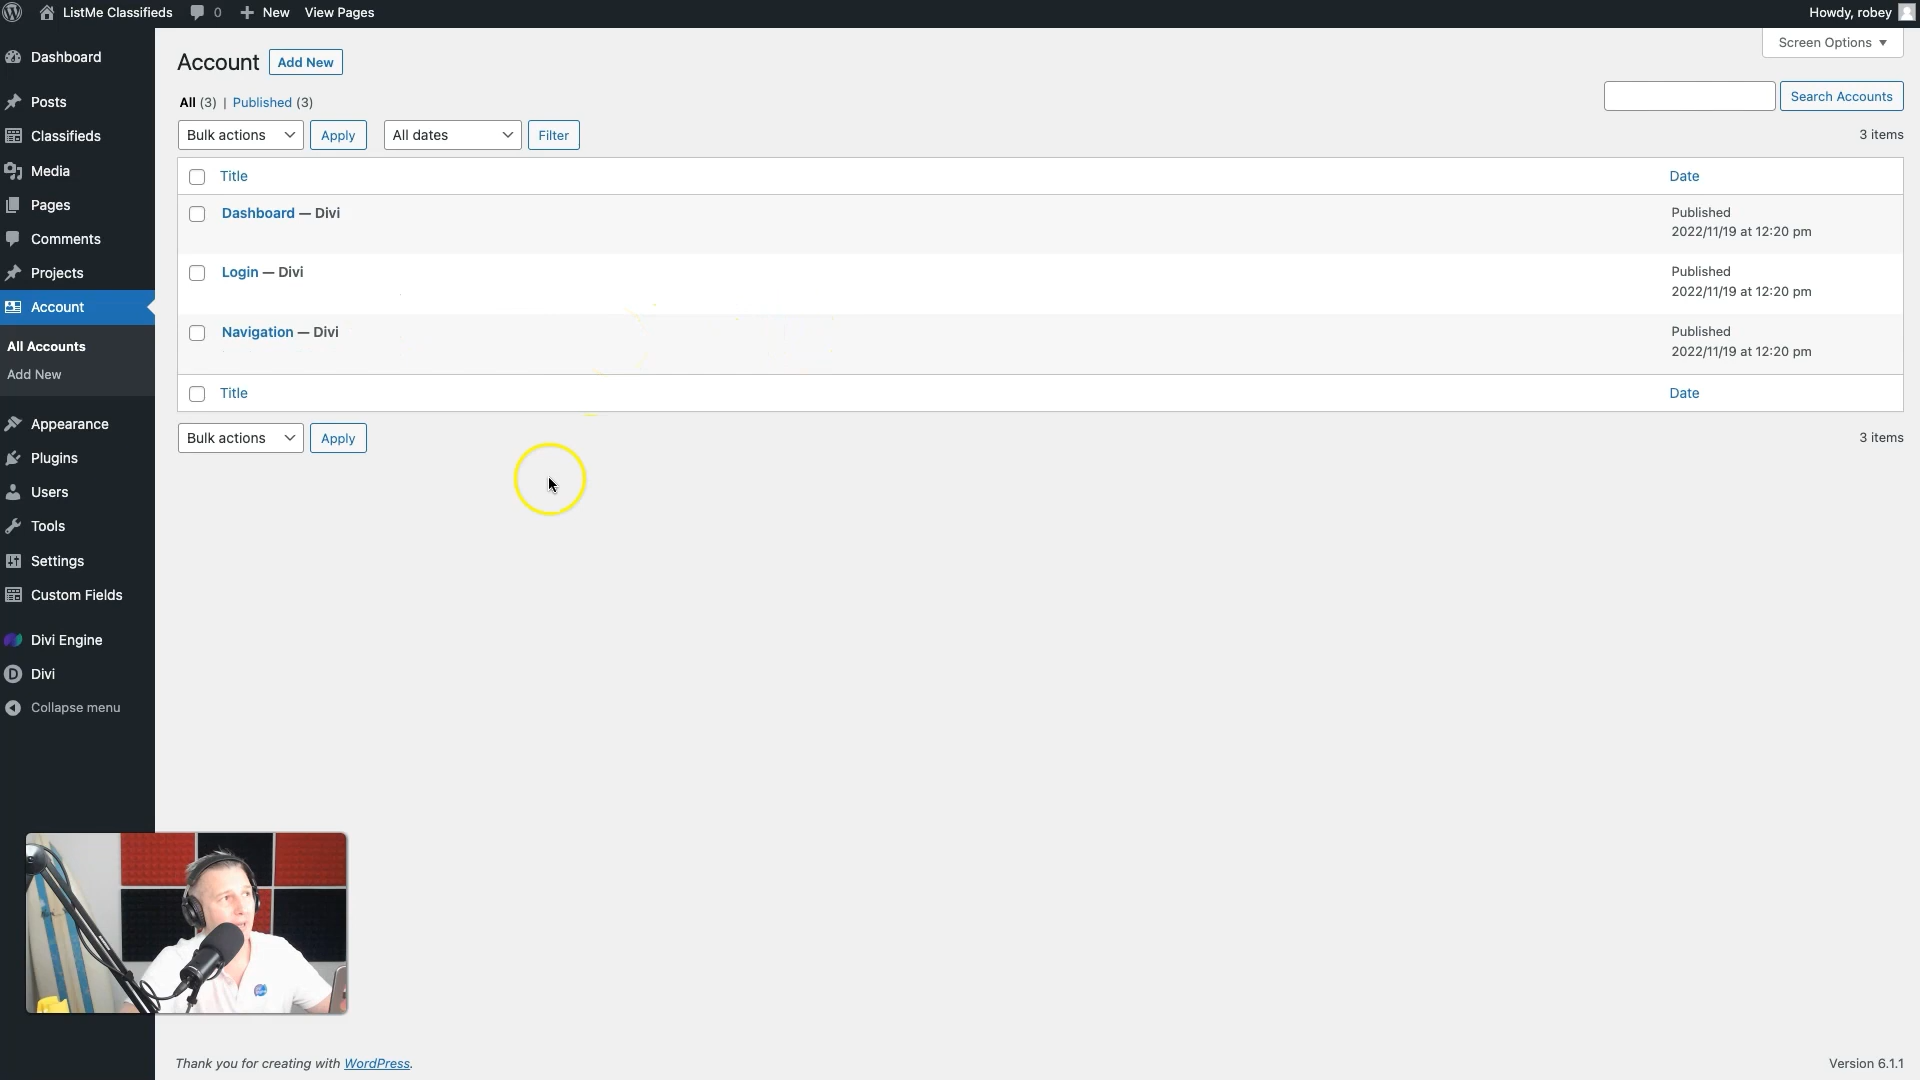 ListMe Classifieds 0 New View Pages Howdy, robey
Screen Options
Dashboard
Posts
Classifieds
Media
Pages
Comments
Projects
Account
All Accounts
Add New
Appearance
Plugins
Users
Tools
Settings
Custom Fields
Divi Engine
Divi
Collapse menu
Account Add New
All (3) | Published (3)
Search Accounts
Bulk actions Apply All dates Filter 3 items
Title Date
Dashboard — Divi Published
2022/11/19 at 12:20 pm
Login — Divi Published
2022/11/19 at 12:20 pm
Navigation — Divi Published
2022/11/19 at 12:20 pm
Title Date
Bulk actions Apply 3 items
Thank you for creating with WordPress. Version 6.1.1